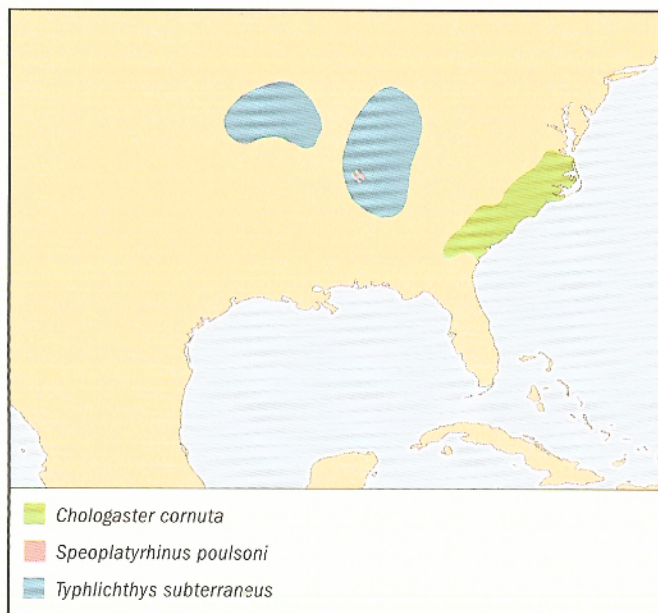 Chologaster cornuta
Speoplatyrhinus poulsoni
Typhlichthys subterraneus